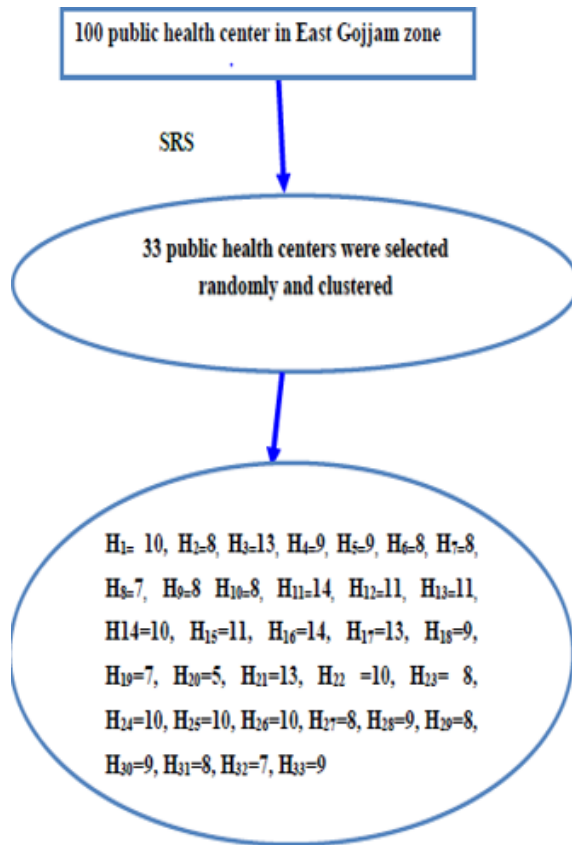 100 public health center in East Gojjam zone
SRS
33 public health centers were selected
randomly and clustered
H₁= 10, H₂=8, H₃=13, H₄=9, H₅=9, H₆=8, H₇=8,
H₈=7, H₉=8 H₁₀=8, H₁₁=14, H₁₂=11, H₁₃=11,
H14=10, H₁₅=11, H₁₆=14, H₁₇=13, H₁₈=9,
H₁₉=7, H₂₀=5, H₂₁=13, H₂₂ =10, H₂₃= 8,
H₂₄=10, H₂₅=10, H₂₆=10, H₂₇=8, H₂₈=9, H₂₉=8,
H₃₀=9, H₃₁=8, H₃₂=7, H₃₃=9